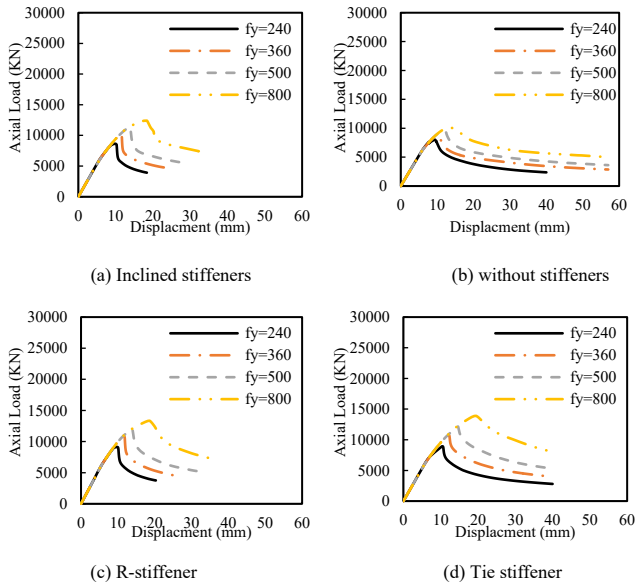 30000
25000
20000
15000
10000
5000
0
Axial Load (KN)
fy=240
fy=360
fy=500
fy=800
0 10 20 30 40 50 60
Displacment (mm)
(a) Inclined stiffeners
30000
25000
20000
15000
10000
5000
0
Axial Load (KN)
fy=240
fy=360
fy=500
fy=800
0 10 20 30 40 50 60
Displacment (mm)
(b) without stiffeners
30000
25000
20000
15000
10000
5000
0
Axial Load (KN)
fy=240
fy=360
fy=500
fy=800
0 10 20 30 40 50 60
Displacment (mm)
(c) R-stiffener
30000
25000
20000
15000
10000
5000
0
Axial Load (KN)
fy=240
fy=360
fy=500
fy=800
0 10 20 30 40 50 60
Displacment (mm)
(d) Tie stiffener